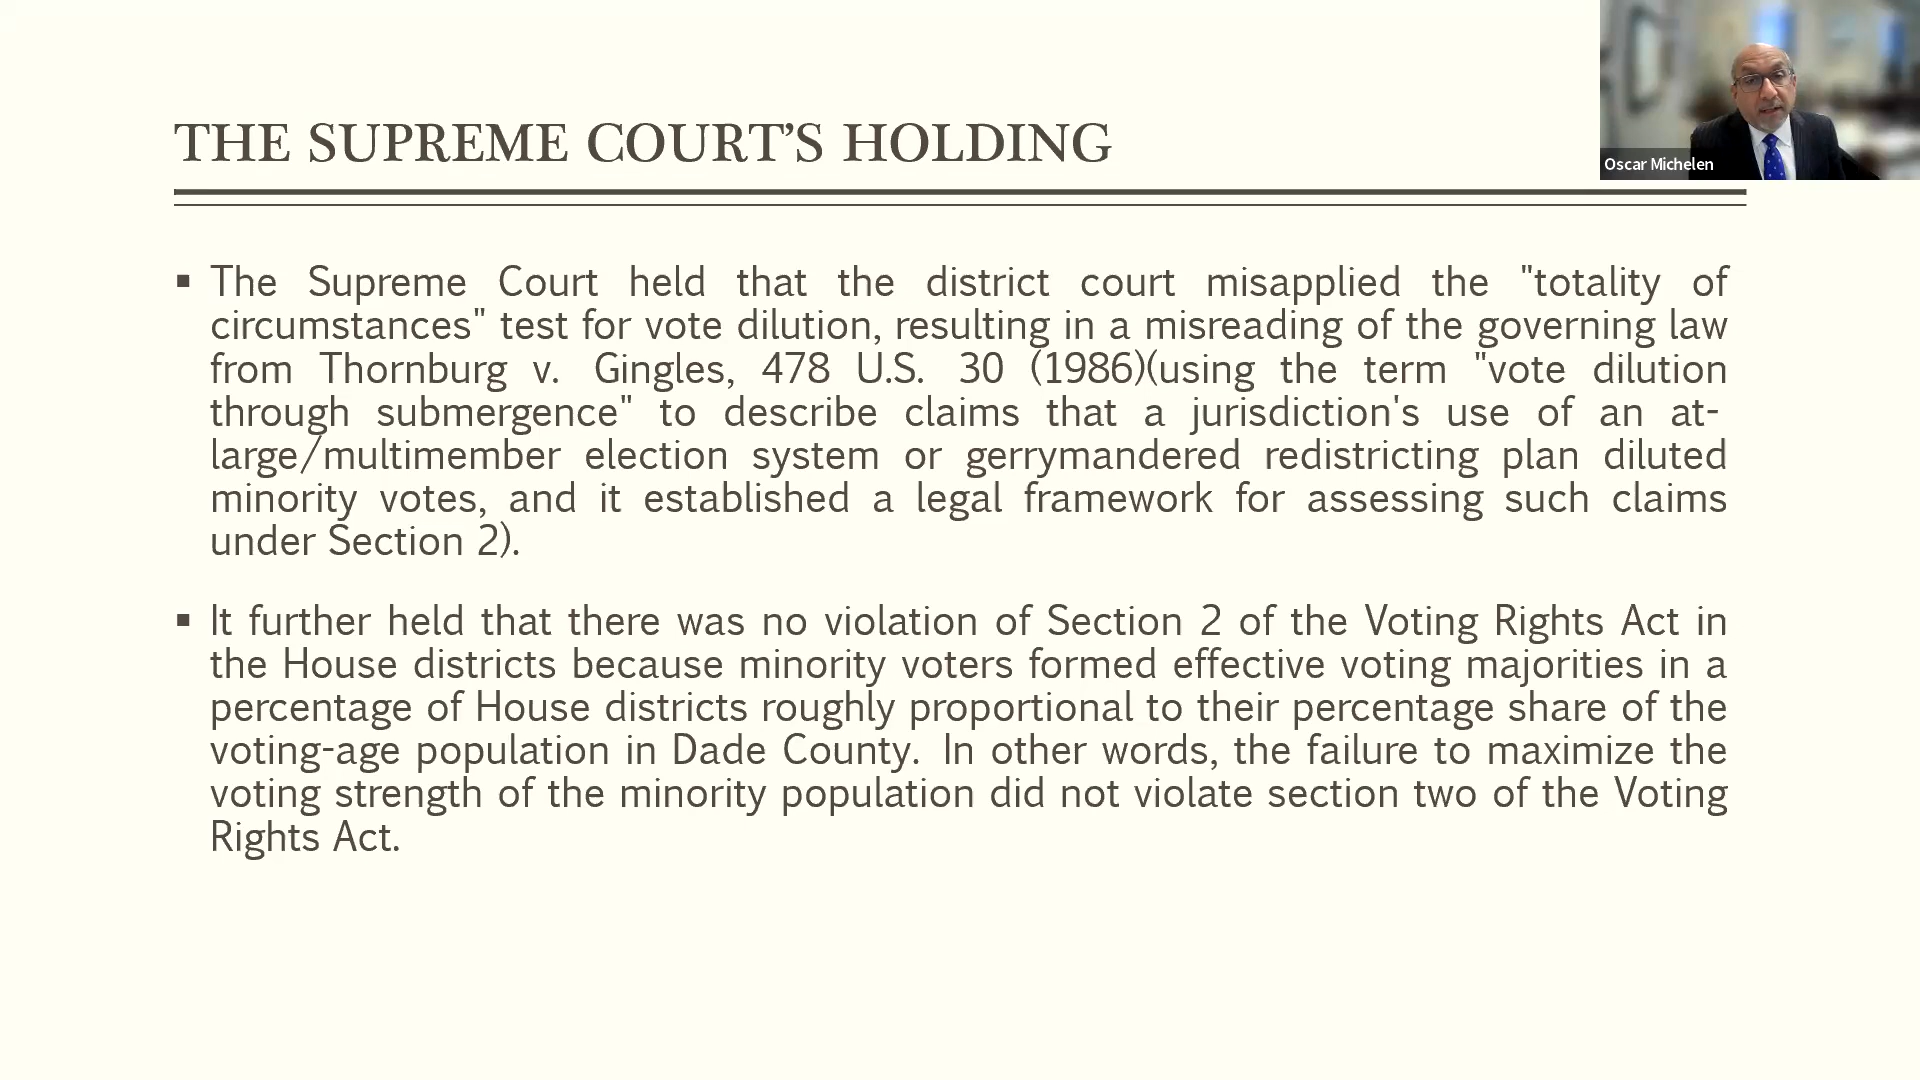 THE SUPREME COURT’S HOLDING
Oscar Michelen
▪ The Supreme Court held that the district court misapplied the "totality of
circumstances" test for vote dilution, resulting in a misreading of the governing law
from Thornburg v. Gingles, 478 U.S. 30 (1986)(using the term "vote dilution
through submergence" to describe claims that a jurisdiction's use of an at-
large/multimember election system or gerrymandered redistricting plan diluted
minority votes, and it established a legal framework for assessing such claims
under Section 2).
▪ It further held that there was no violation of Section 2 of the Voting Rights Act in
the House districts because minority voters formed effective voting majorities in a
percentage of House districts roughly proportional to their percentage share of the
voting-age population in Dade County. In other words, the failure to maximize the
voting strength of the minority population did not violate section two of the Voting
Rights Act.